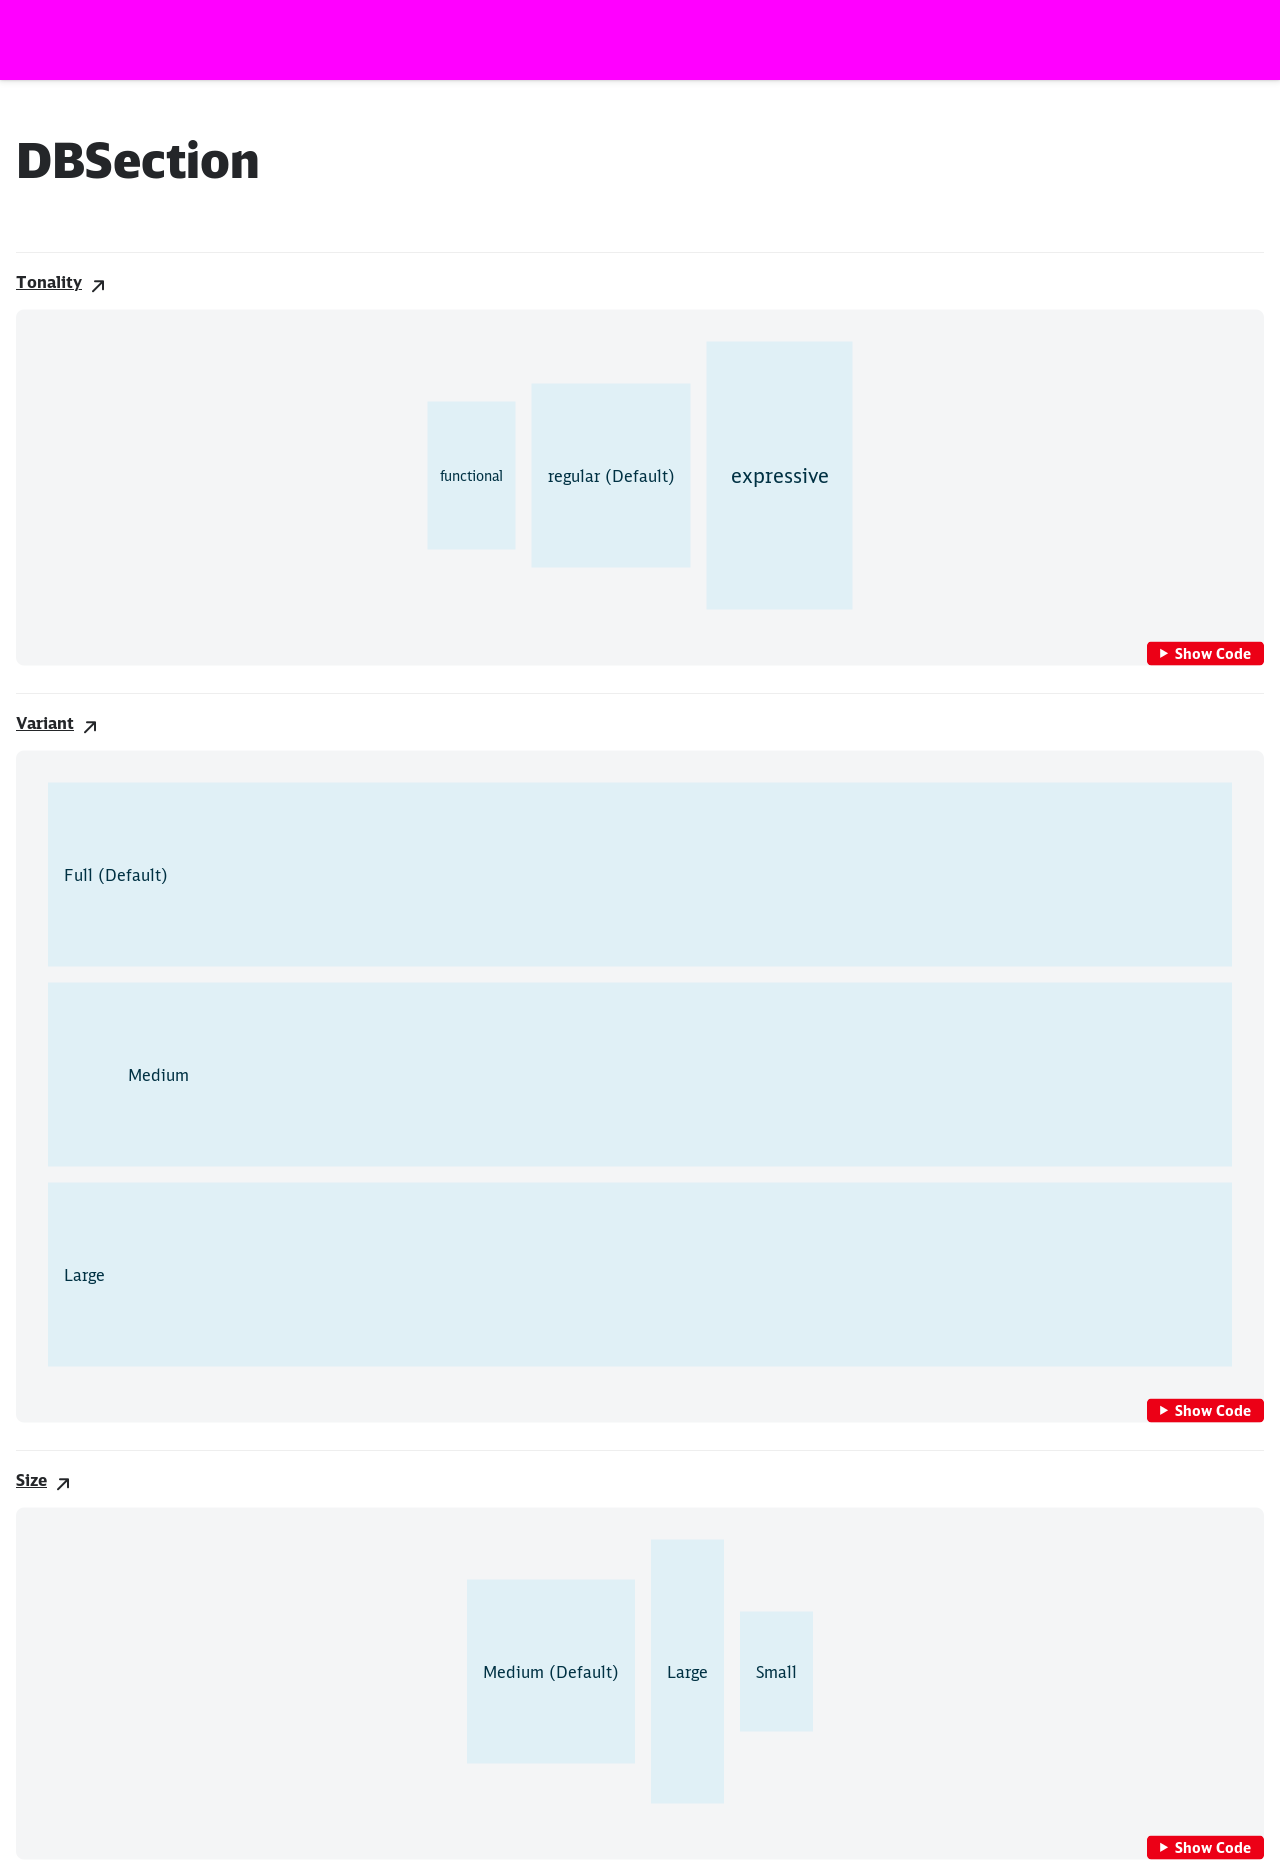 DBSection
Tonality
functional
regular (Default)
expressive
Show Code
Variant
Full (Default)
Medium
Large
Show Code
Size
Medium (Default)
Large
Small
Show Code